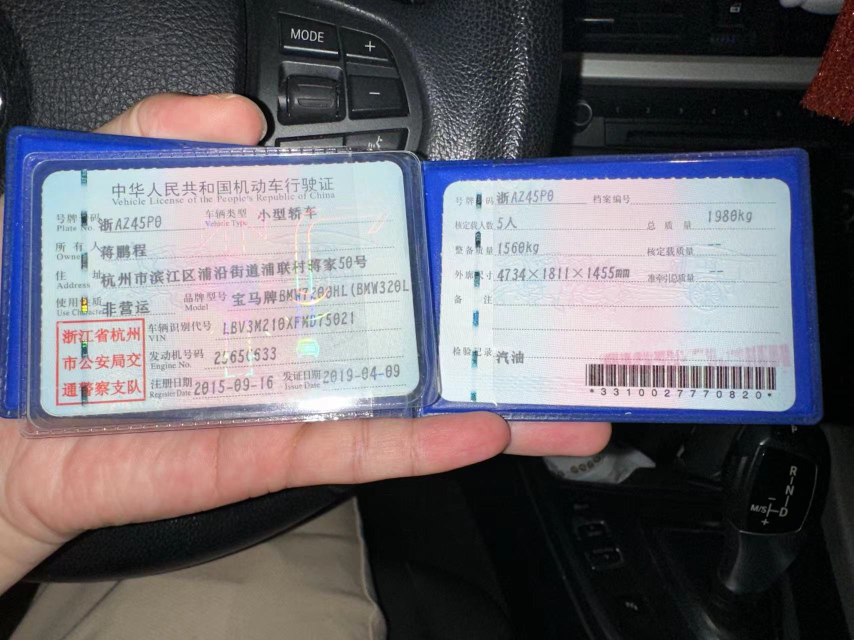 MODE
+
−
中华人民共和国机动车行驶证
Vehicle License of the People's Republic of China
号牌号码 浙AZ45P0 车辆类型 小型轿车
Plate No. Vehicle Type
所有人 蒋鹏程
Owner
住址 杭州市滨江区浦沿街道浦联村蒋家50号
Address
使用性质 非营运 品牌型号 宝马牌BMW7200HL(BMW320L
Use Character Model
浙江省杭州
市公安局交
通警察支队
车辆识别代号
VIN
发动机号码
Engine No.
注册日期 2015-09-16 发证日期 2019-04-09
Register Date Issue Date
号牌号码 浙AZ45P0 档案编号
核定载人数 5人 总质量 1980kg
整备质量 1560kg 核定载质量 --
外廓尺寸 4734×1811×1455mm 准牵引总质量 --
备注
检验记录 汽油
*3310027770820*
R
N
D
M/S
+